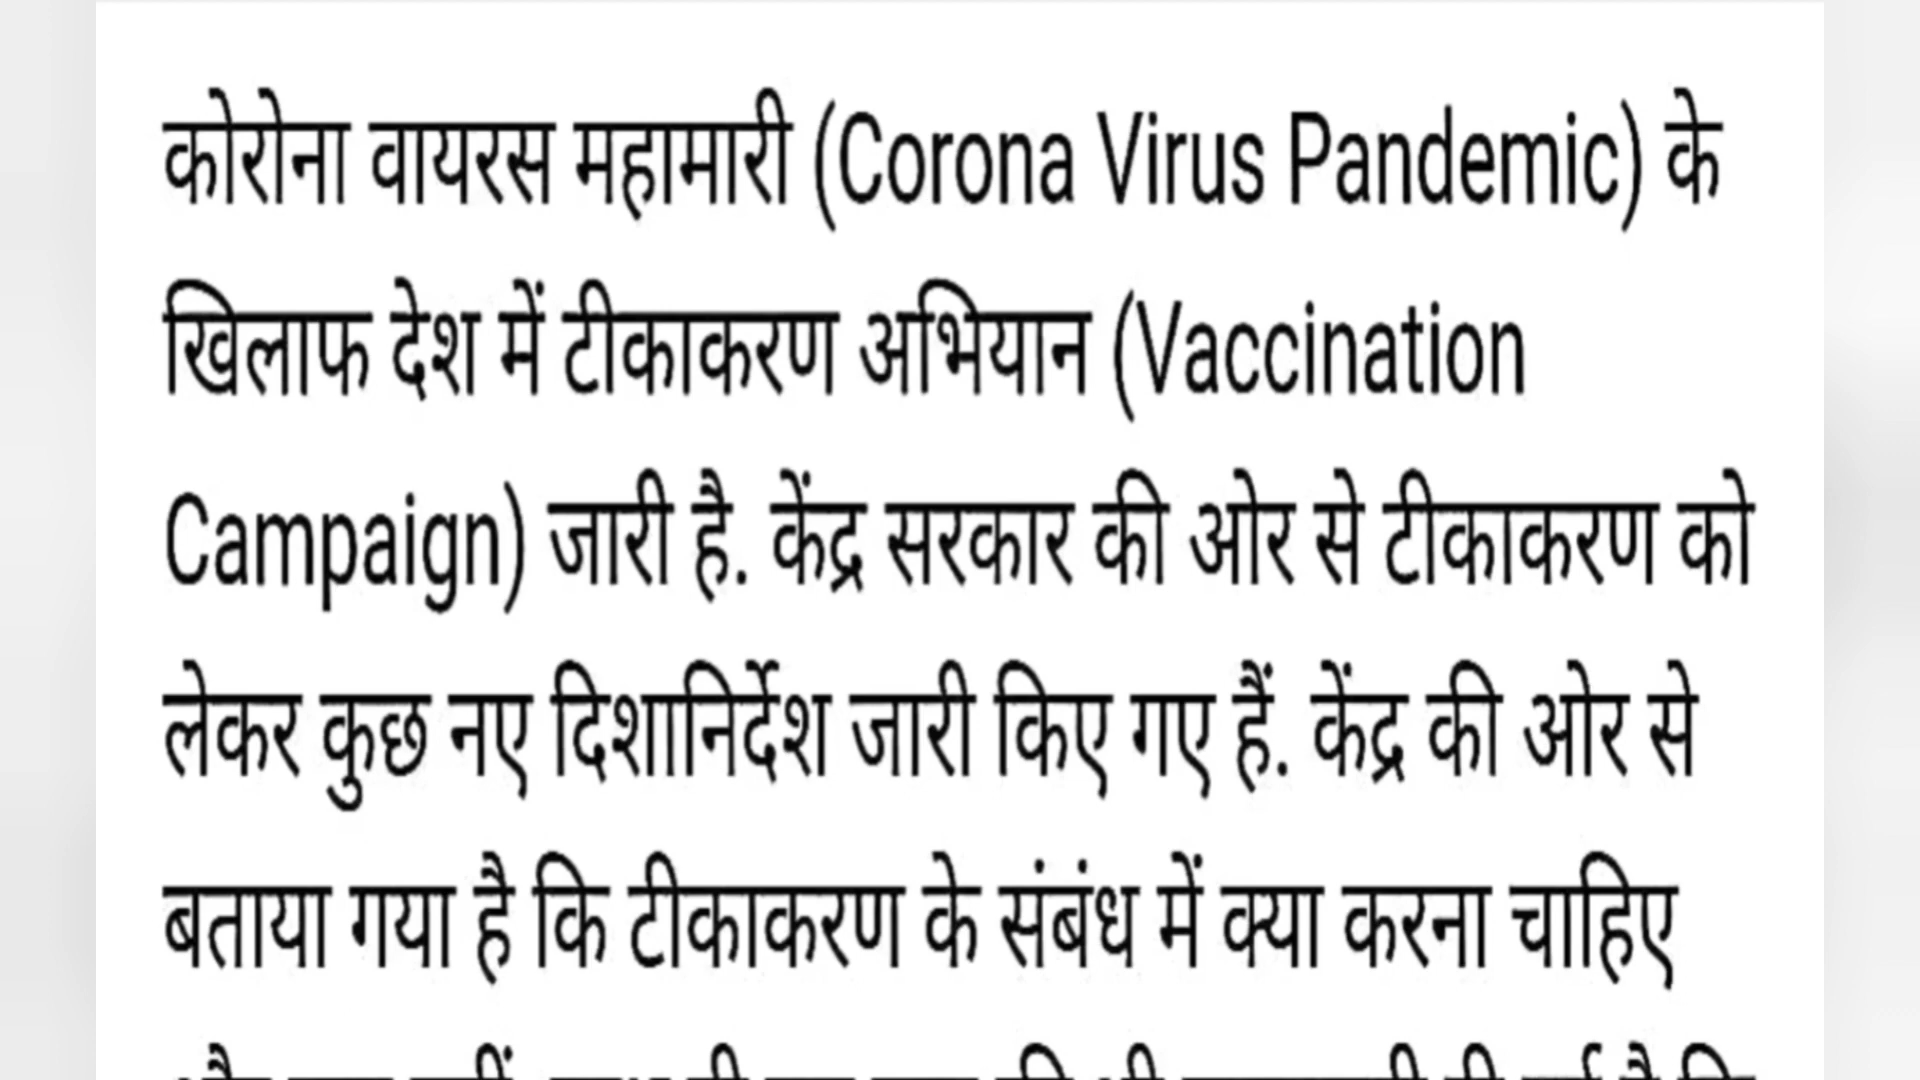 कोरोना वायरस महामारी (Corona Virus Pandemic) के
खिलाफ देश में टीकाकरण अभियान (Vaccination
Campaign) जारी है. केंद्र सरकार की ओर से टीकाकरण को
लेकर कुछ नए दिशानिर्देश जारी किए गए हैं. केंद्र की ओर से
बताया गया है कि टीकाकरण के संबंध में क्या करना चाहिए